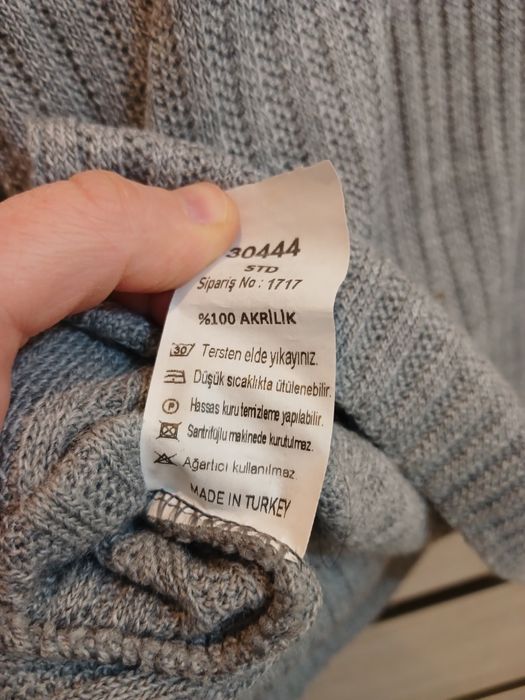 30444
STD
Sipariş No : 1717
%100 AKRİLİK
30 Tersten elde yıkayınız.
Düşük sıcaklıkta ütülenebilir.
P Hassas kuru temizleme yapılabilir.
Santrifüjlu makinede kurutulmaz.
Ağartıcı kullanılmaz.
MADE IN TURKEY